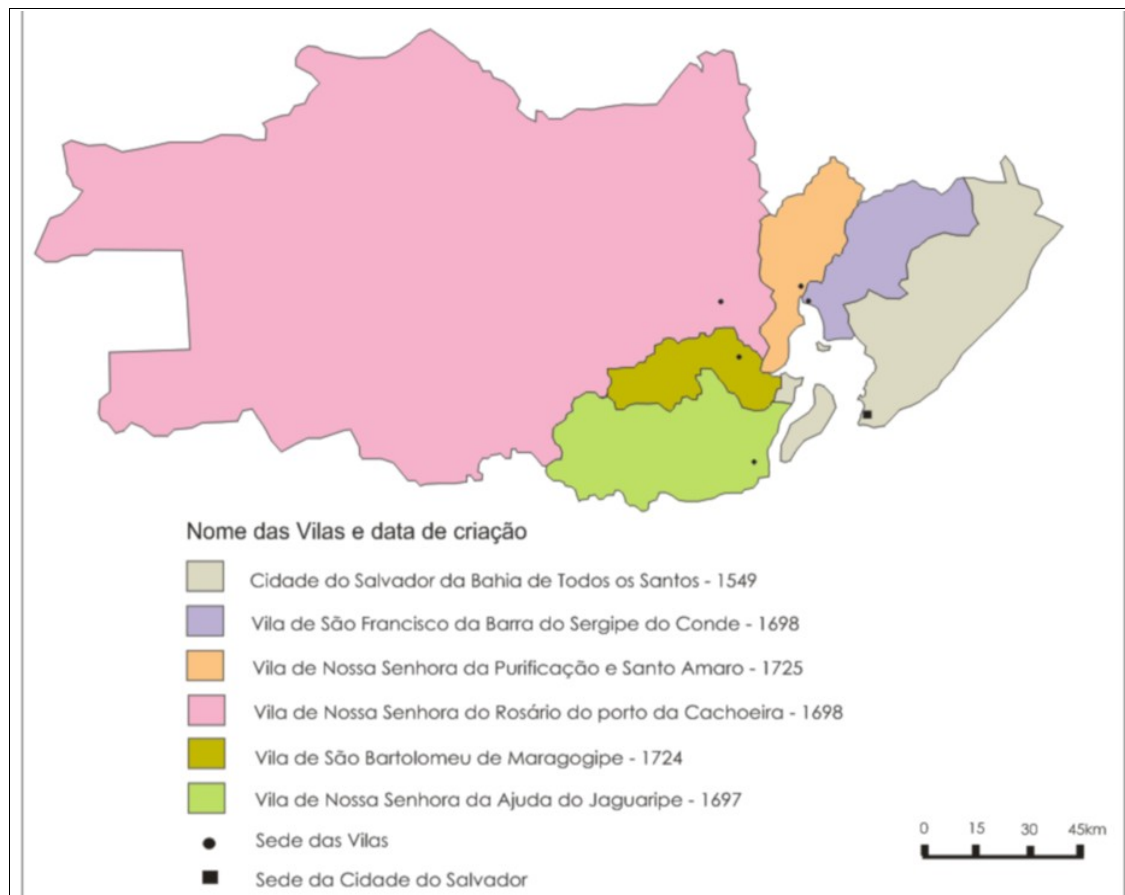 Nome das Vilas e data de criação
Cidade do Salvador da Bahia de Todos os Santos - 1549
Vila de São Francisco da Barra do Sergipe do Conde - 1698
Vila de Nossa Senhora da Purificação e Santo Amaro - 1725
Vila de Nossa Senhora do Rosário do porto da Cachoeira - 1698
Vila de São Bartolomeu de Maragogipe - 1724
Vila de Nossa Senhora da Ajuda do Jaguaripe - 1697
Sede das Vilas
Sede da Cidade do Salvador
0 15 30 45km